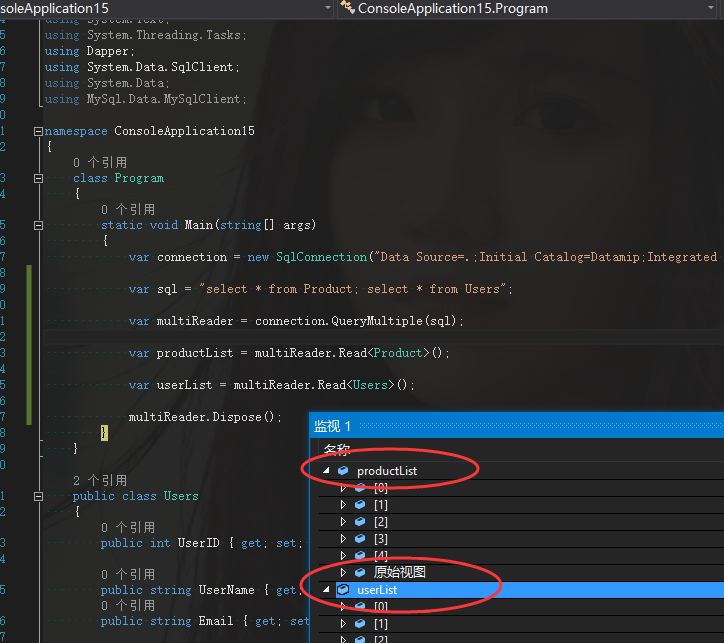 soleApplication15
ConsoleApplication15.Program
using System.Text;
using System.Threading.Tasks;
using Dapper;
using System.Data.SqlClient;
using System.Data;
using MySql.Data.MySqlClient;
namespace ConsoleApplication15
{
0 个引用
class Program
{
0 个引用
static void Main(string[] args)
{
var connection = new SqlConnection("Data Source=.;Initial Catalog=Datamip;Integrated
var sql = "select * from Product; select * from Users";
var multiReader = connection.QueryMultiple(sql);
var productList = multiReader.Read<Product>();
var userList = multiReader.Read<Users>();
multiReader.Dispose();
}
}
2 个引用
public class Users
{
0 个引用
public int UserID { get; set;
0 个引用
public string UserName { get;
0 个引用
public string Email { get; set
监视 1
名称
productList
[0]
[1]
[2]
[3]
[4]
原始视图
userList
[0]
[1]
[2]